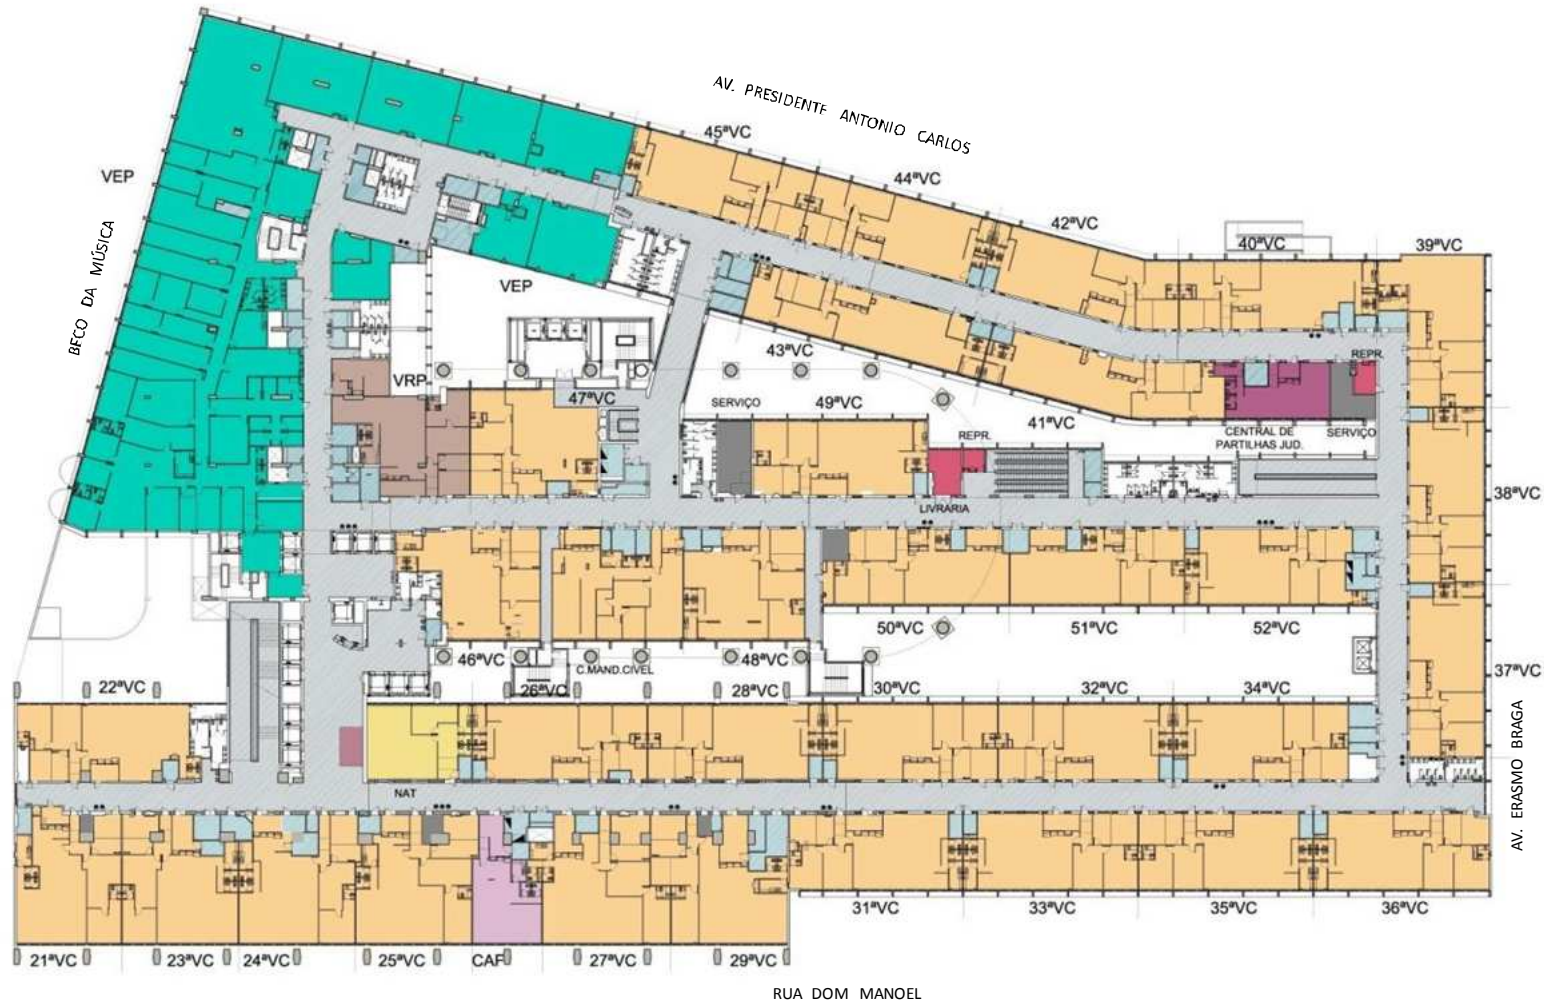 AV. PRESIDENTE ANTONIO CARLOS
45ªVC
44ªVC
VEP
42ªVC
BECO DA MÚSICA
40ªVC
39ªVC
VEP
43ªVC
REPR.
VRP
47ªVC
SERVIÇO
49ªVC
41ªVC
CENTRAL DE
PARTILHAS JUD.
SERVIÇO
REPR.
38ªVC
LIVRARIA
50ªVC
51ªVC
52ªVC
46ªVC
C.MAND.CIVEL
48ªVC
37ªVC
22ªVC
26ªVC
28ªVC
30ªVC
32ªVC
34ªVC
AV. ERASMO BRAGA
NAT
31ªVC
33ªVC
35ªVC
36ªVC
21ªVC
23ªVC
24ªVC
25ªVC
CAF
27ªVC
29ªVC
RUA DOM MANOEL